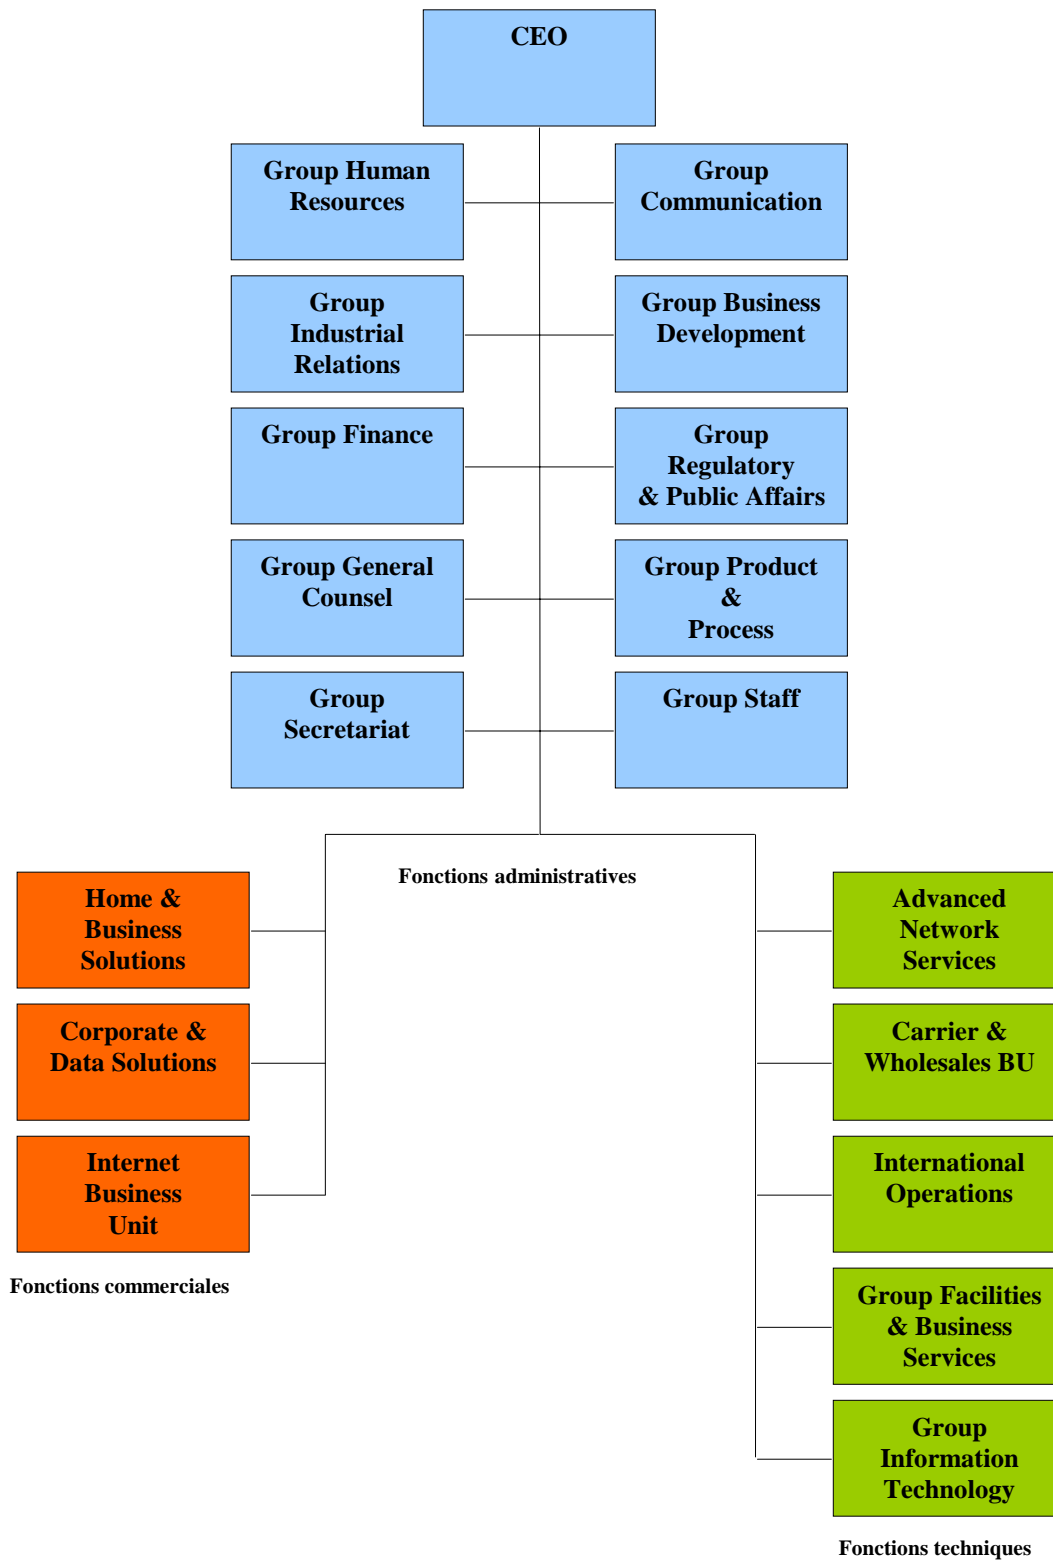 CEO
Group Human
Resources
Group
Communication
Group
Industrial
Relations
Group Business
Development
Group Finance
Group
Regulatory
& Public Affairs
Group General
Counsel
Group Product
&
Process
Group
Secretariat
Group Staff
Fonctions administratives
Home &
Business
Solutions
Corporate &
Data Solutions
Internet
Business
Unit
Fonctions commerciales
Advanced
Network
Services
Carrier &
Wholesales BU
International
Operations
Group Facilities
& Business
Services
Group
Information
Technology
Fonctions techniques